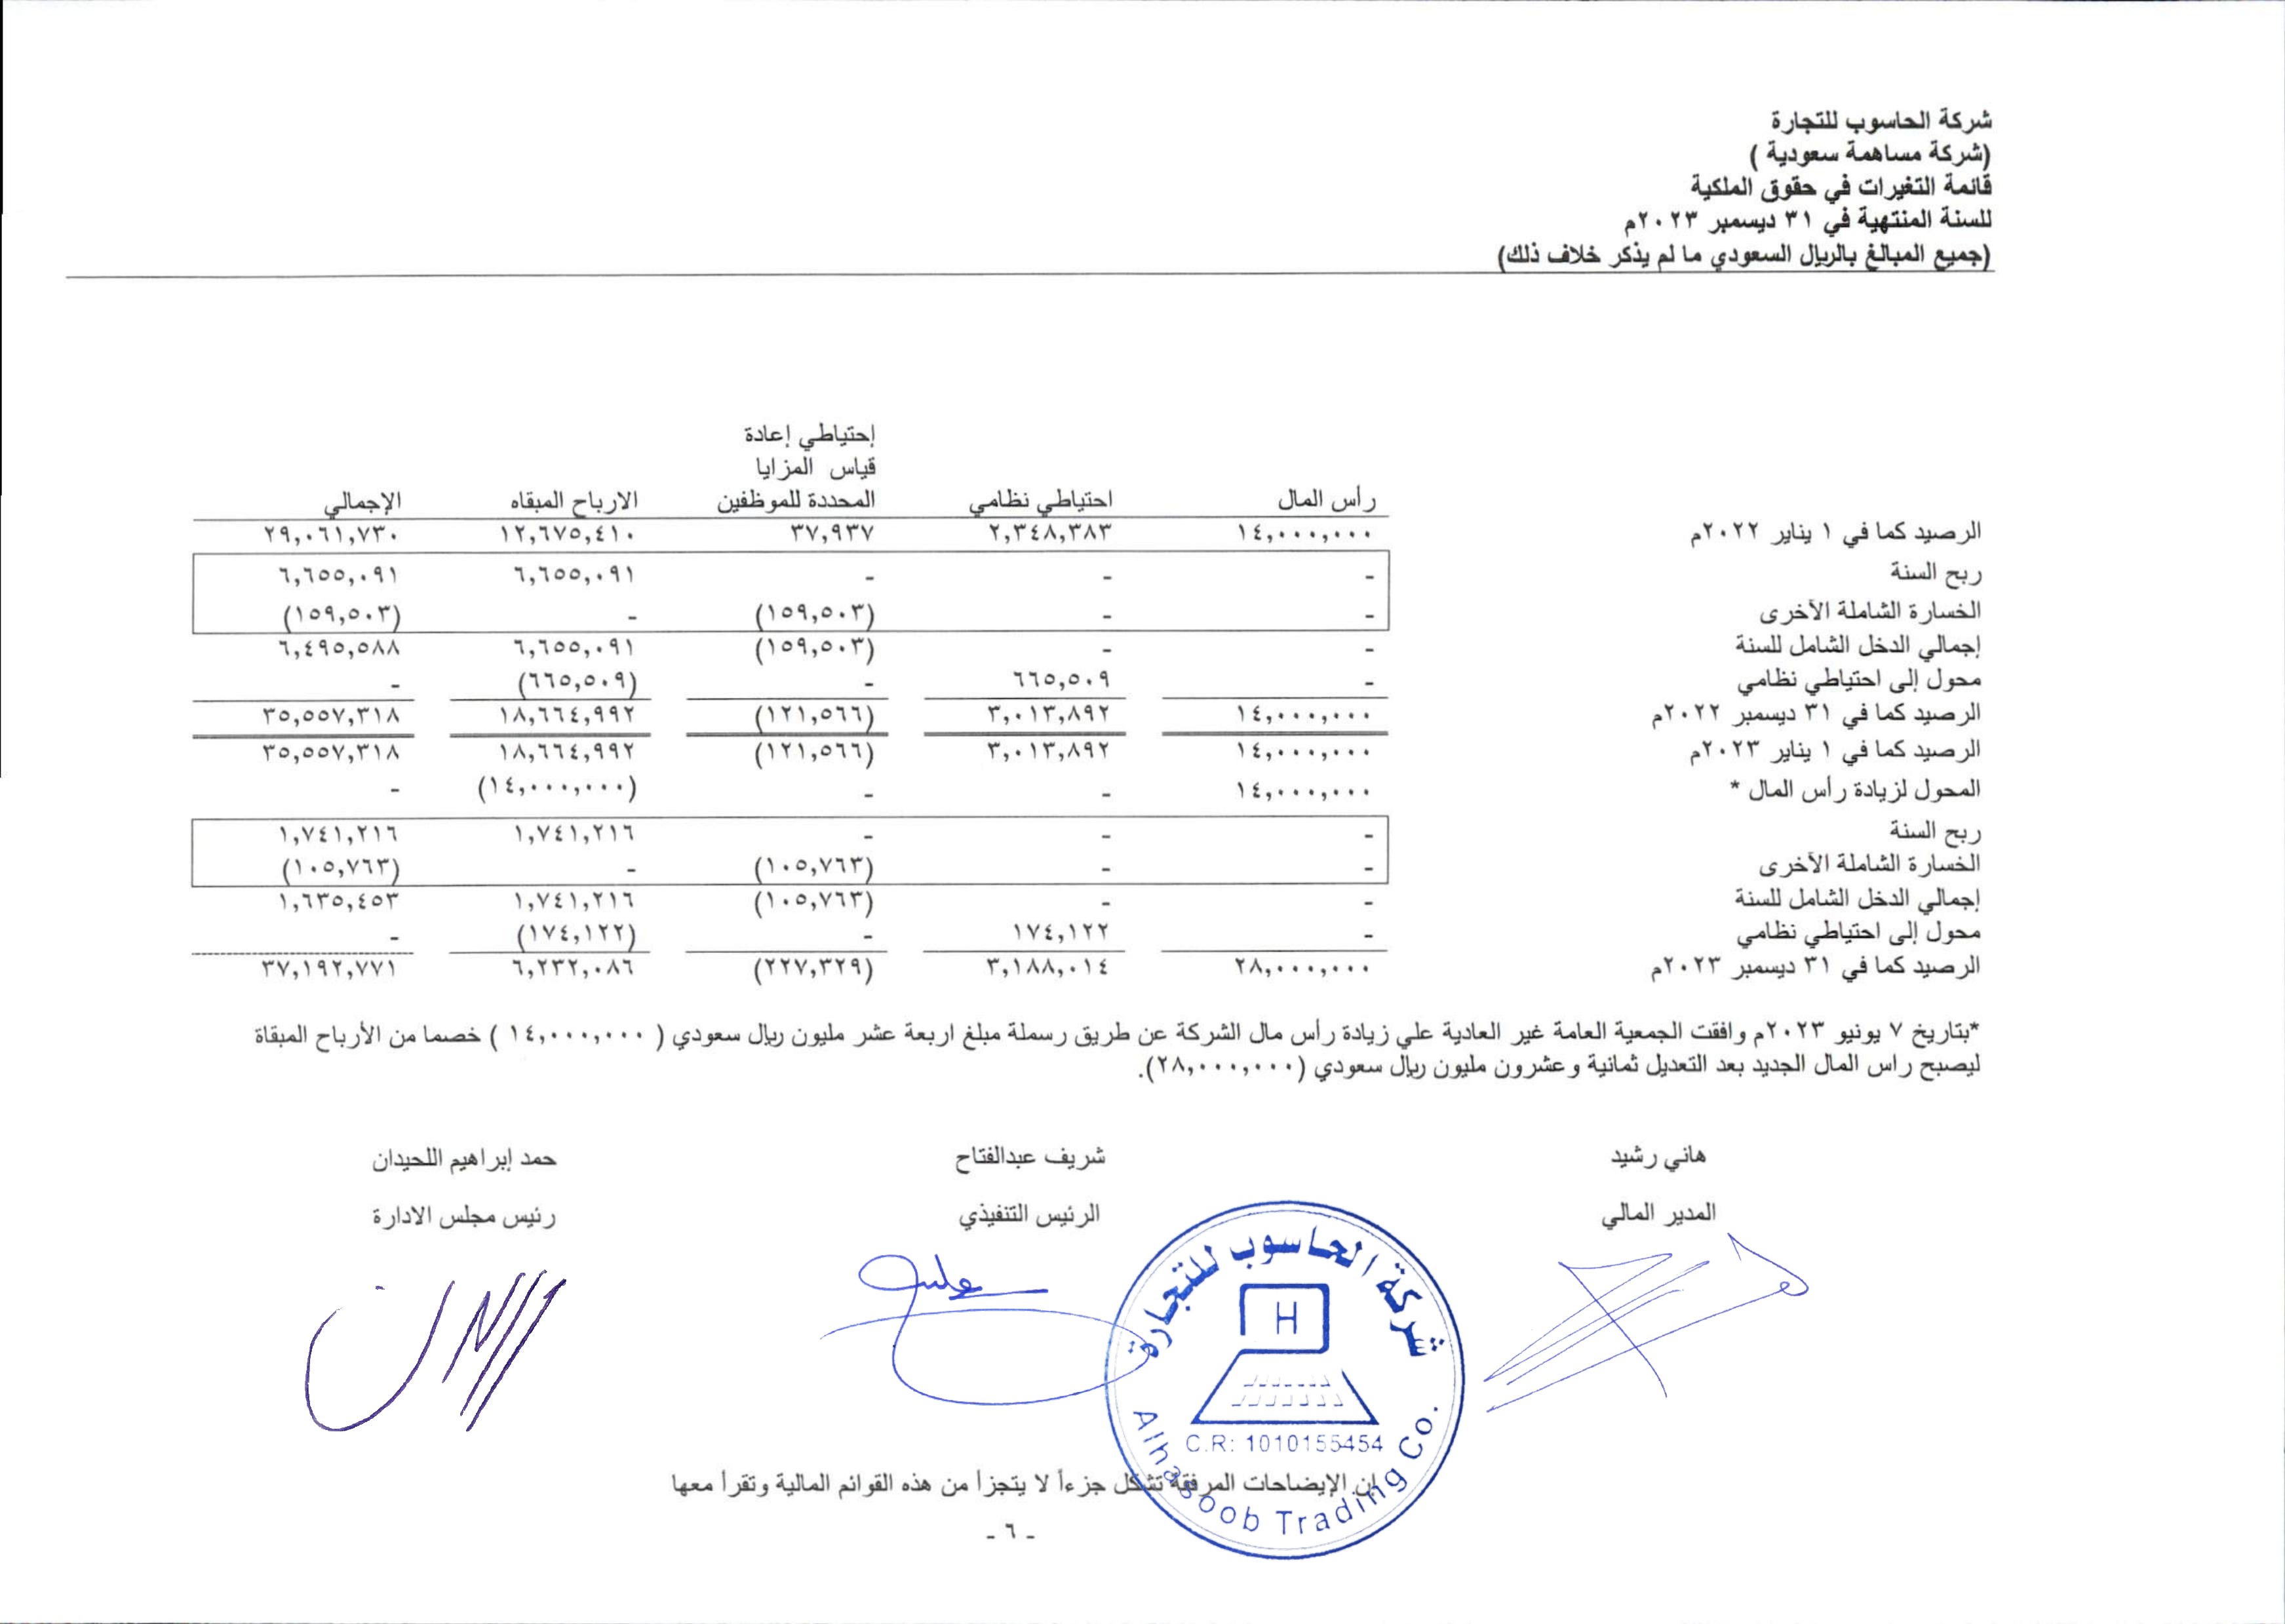 شركة الحاسوب للتجارة
(شركة مساهمة سعودية )
قائمة التغيرات في حقوق الملكية
للسنة المنتهية في ٣١ ديسمبر ٢٠٢٣م
(جميع المبالغ بالريال السعودي ما لم يذكر خلاف ذلك)
إحتياطي إعادة
قياس المزايا
رأس المال احتياطي نظامي المحددة للموظفين الارباح المبقاه الإجمالي
الرصيد كما في ١ يناير ٢٠٢٢م ١٤,٠٠٠,٠٠٠ ٢,٣٤٨,٣٨٣ ٣٧,٩٣٧ ١٢,٦٧٥,٤١٠ ٢٩,٠٦١,٧٣٠
ربح السنة - - - ٦,٦٥٥,٠٩١ ٦,٦٥٥,٠٩١
الخسارة الشاملة الآخرى - - (١٥٩,٥٠٣) - (١٥٩,٥٠٣)
إجمالي الدخل الشامل للسنة - - (١٥٩,٥٠٣) ٦,٦٥٥,٠٩١ ٦,٤٩٥,٥٨٨
محول إلى احتياطي نظامي - ٦٦٥,٥٠٩ - (٦٦٥,٥٠٩) -
الرصيد كما في ٣١ ديسمبر ٢٠٢٢م ١٤,٠٠٠,٠٠٠ ٣,٠١٣,٨٩٢ (١٢١,٥٦٦) ١٨,٦٦٤,٩٩٢ ٣٥,٥٥٧,٣١٨
الرصيد كما في ١ يناير ٢٠٢٣م ١٤,٠٠٠,٠٠٠ ٣,٠١٣,٨٩٢ (١٢١,٥٦٦) ١٨,٦٦٤,٩٩٢ ٣٥,٥٥٧,٣١٨
المحول لزيادة رأس المال * ١٤,٠٠٠,٠٠٠ - - (١٤,٠٠٠,٠٠٠) -
ربح السنة - - - ١,٧٤١,٢١٦ ١,٧٤١,٢١٦
الخسارة الشاملة الآخرى - - (١٠٥,٧٦٣) - (١٠٥,٧٦٣)
إجمالي الدخل الشامل للسنة - - (١٠٥,٧٦٣) ١,٧٤١,٢١٦ ١,٦٣٥,٤٥٣
محول إلى احتياطي نظامي - ١٧٤,١٢٢ - (١٧٤,١٢٢) -
الرصيد كما في ٣١ ديسمبر ٢٠٢٣م ٢٨,٠٠٠,٠٠٠ ٣,١٨٨,٠١٤ (٢٢٧,٣٢٩) ٦,٢٣٢,٠٨٦ ٣٧,١٩٢,٧٧١
*بتاريخ ٧ يونيو ٢٠٢٣م وافقت الجمعية العامة غير العادية علي زيادة رأس مال الشركة عن طريق رسملة مبلغ اربعة عشر مليون ريال سعودي ( ١٤,٠٠٠,٠٠٠ ) خصما من الأرباح المبقاة
ليصبح راس المال الجديد بعد التعديل ثمانية وعشرون مليون ريال سعودي (٢٨,٠٠٠,٠٠٠).
هاني رشيد شريف عبدالفتاح حمد إبراهيم اللحيدان
المدير المالي الرئيس التنفيذي رئيس مجلس الادارة
شركة الحاسوب للتجارة
H
C.R: 1010155454
Alhasoob Trading Co.
إن الإيضاحات المرفقة تشكل جزءاً لا يتجزأ من هذه القوائم المالية وتقرأ معها
- ٦ -